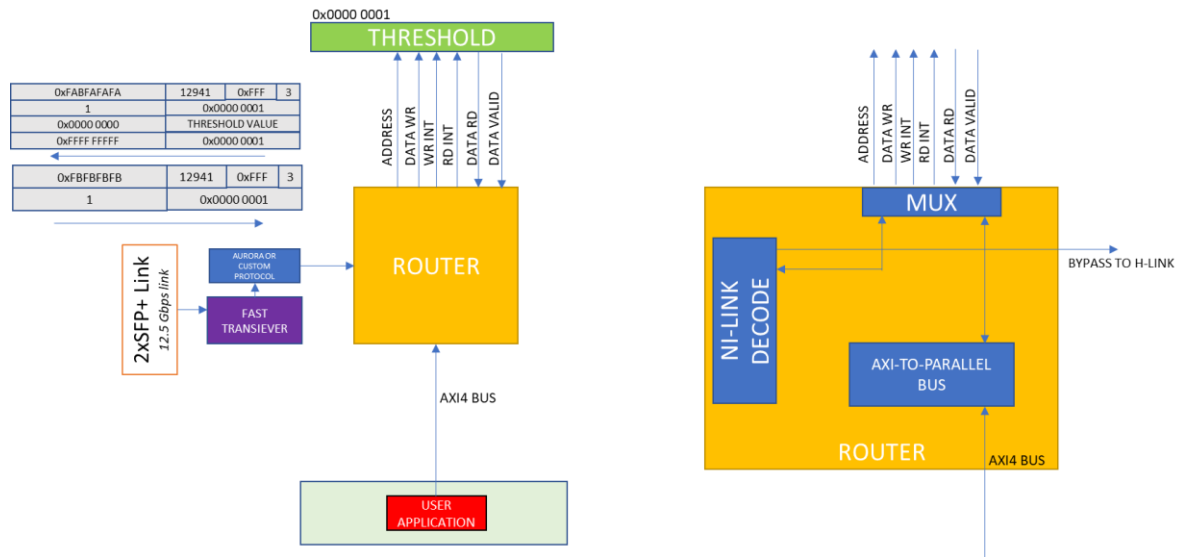 0x0000 0001
THRESHOLD
0xFABFAFAFA 12941 0xFFF 3
1 0x0000 0001
0x0000 0000 THRESHOLD VALUE
0xFFFF FFFFF 0x0000 0001
0xFBFBFBFB 12941 0xFFF 3
1 0x0000 0001
ADDRESS
DATA WR
WR INT
RD INT
DATA RD
DATA VALID
2xSFP+ Link
12.5 Gbps link
AURORA OR
CUSTOM
PROTOCOL
FAST
TRANSIEVER
ROUTER
AXI4 BUS
USER
APPLICATION
ADDRESS
DATA WR
WR INT
RD INT
DATA RD
DATA VALID
MUX
NI-LINK
DECODE
BYPASS TO H-LINK
AXI-TO-PARALLEL
BUS
ROUTER
AXI4 BUS